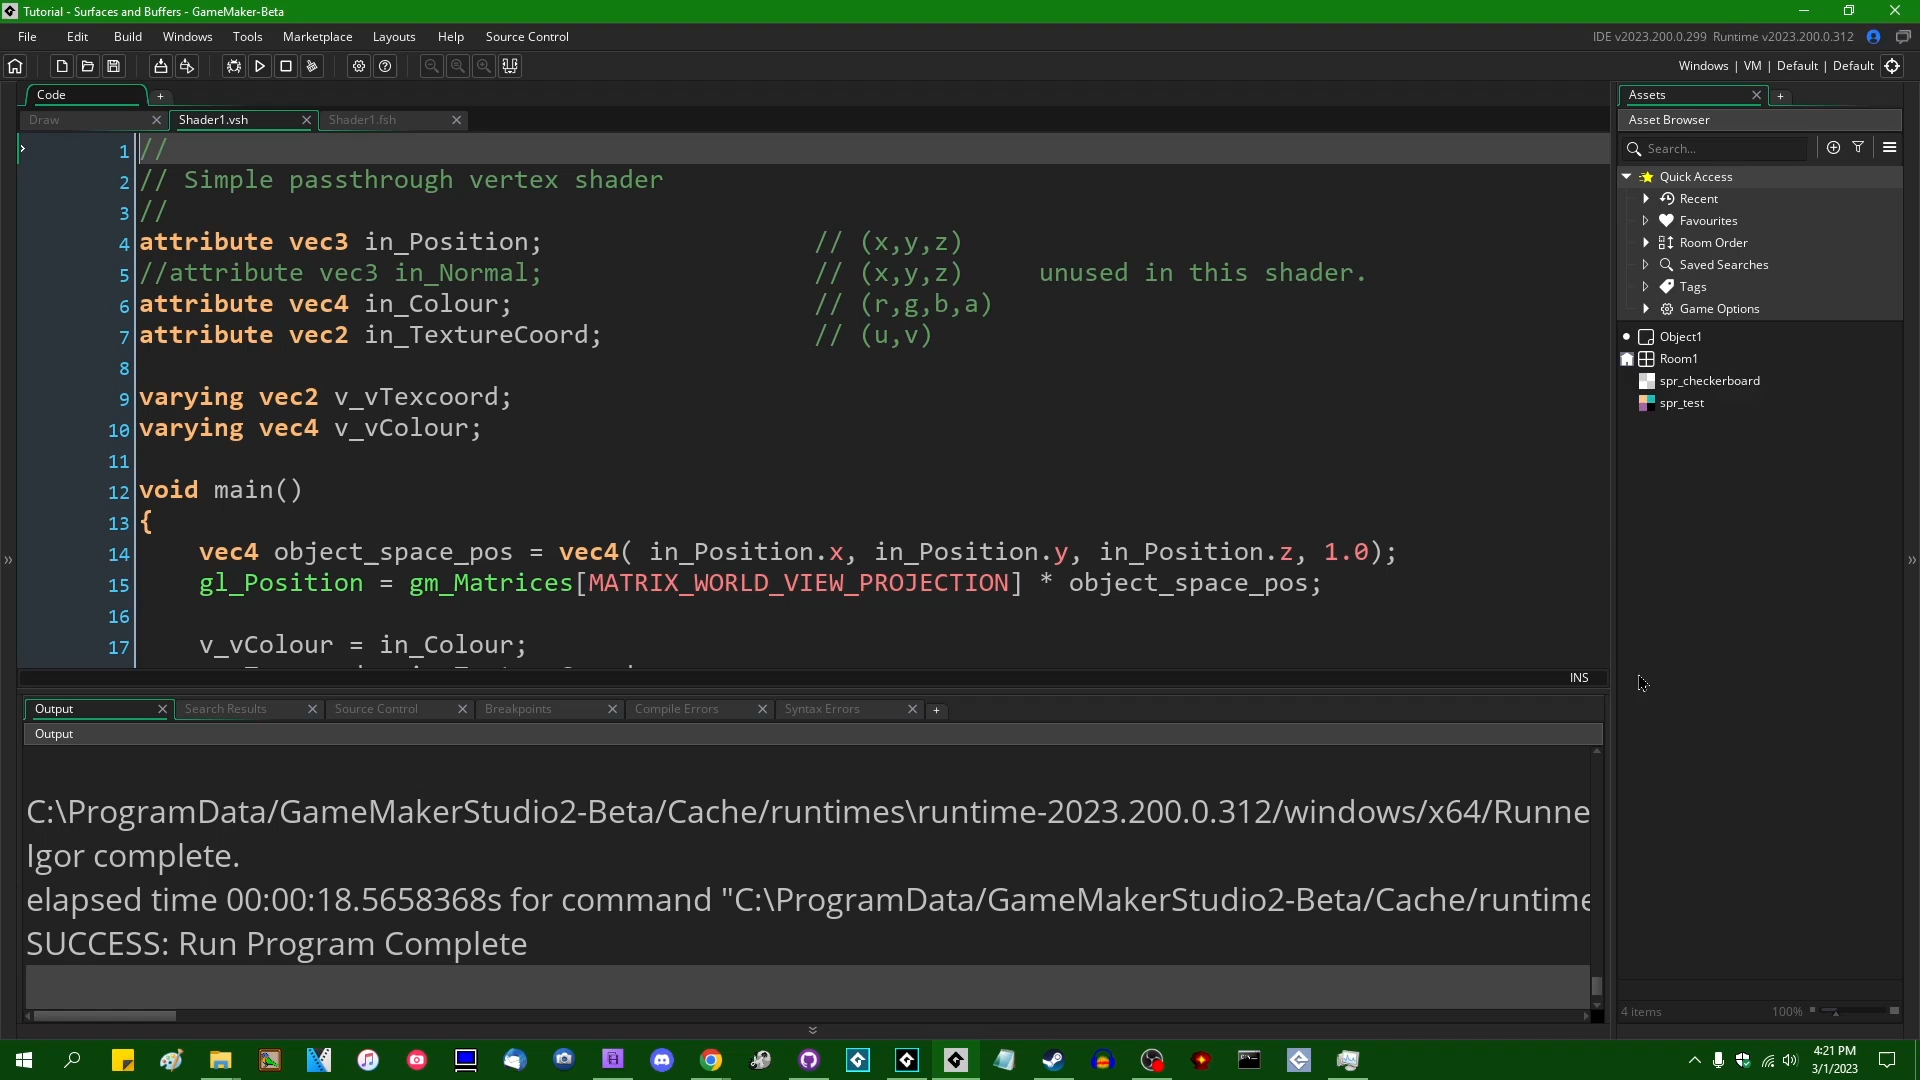 Tutorial - Surfaces and Buffers - GameMaker-Beta
File Edit Build Windows Tools Marketplace Layouts Help Source Control
IDE v2023.200.0.299 Runtime v2023.200.0.312
Windows | VM | Default | Default
Code
+
Draw
Shader1.vsh
Shader1.fsh
1 //
2 // Simple passthrough vertex shader
3 //
4 attribute vec3 in_Position; // (x,y,z)
5 //attribute vec3 in_Normal; // (x,y,z) unused in this shader.
6 attribute vec4 in_Colour; // (r,g,b,a)
7 attribute vec2 in_TextureCoord; // (u,v)
8
9 varying vec2 v_vTexcoord;
10 varying vec4 v_vColour;
11
12 void main()
13 {
14 vec4 object_space_pos = vec4( in_Position.x, in_Position.y, in_Position.z, 1.0);
15 gl_Position = gm_Matrices[MATRIX_WORLD_VIEW_PROJECTION] * object_space_pos;
16
17 v_vColour = in_Colour;
INS
Output
Search Results
Source Control
Breakpoints
Compile Errors
Syntax Errors
+
Output
C:\ProgramData/GameMakerStudio2-Beta/Cache/runtimes\runtime-2023.200.0.312/windows/x64/Runne
Igor complete.
elapsed time 00:00:18.5658368s for command "C:\ProgramData/GameMakerStudio2-Beta/Cache/runtime
SUCCESS: Run Program Complete
Assets
+
Asset Browser
Search...
Quick Access
Recent
Favourites
Room Order
Saved Searches
Tags
Game Options
Object1
Room1
spr_checkerboard
spr_test
4 items
100%
4:21 PM
3/1/2023